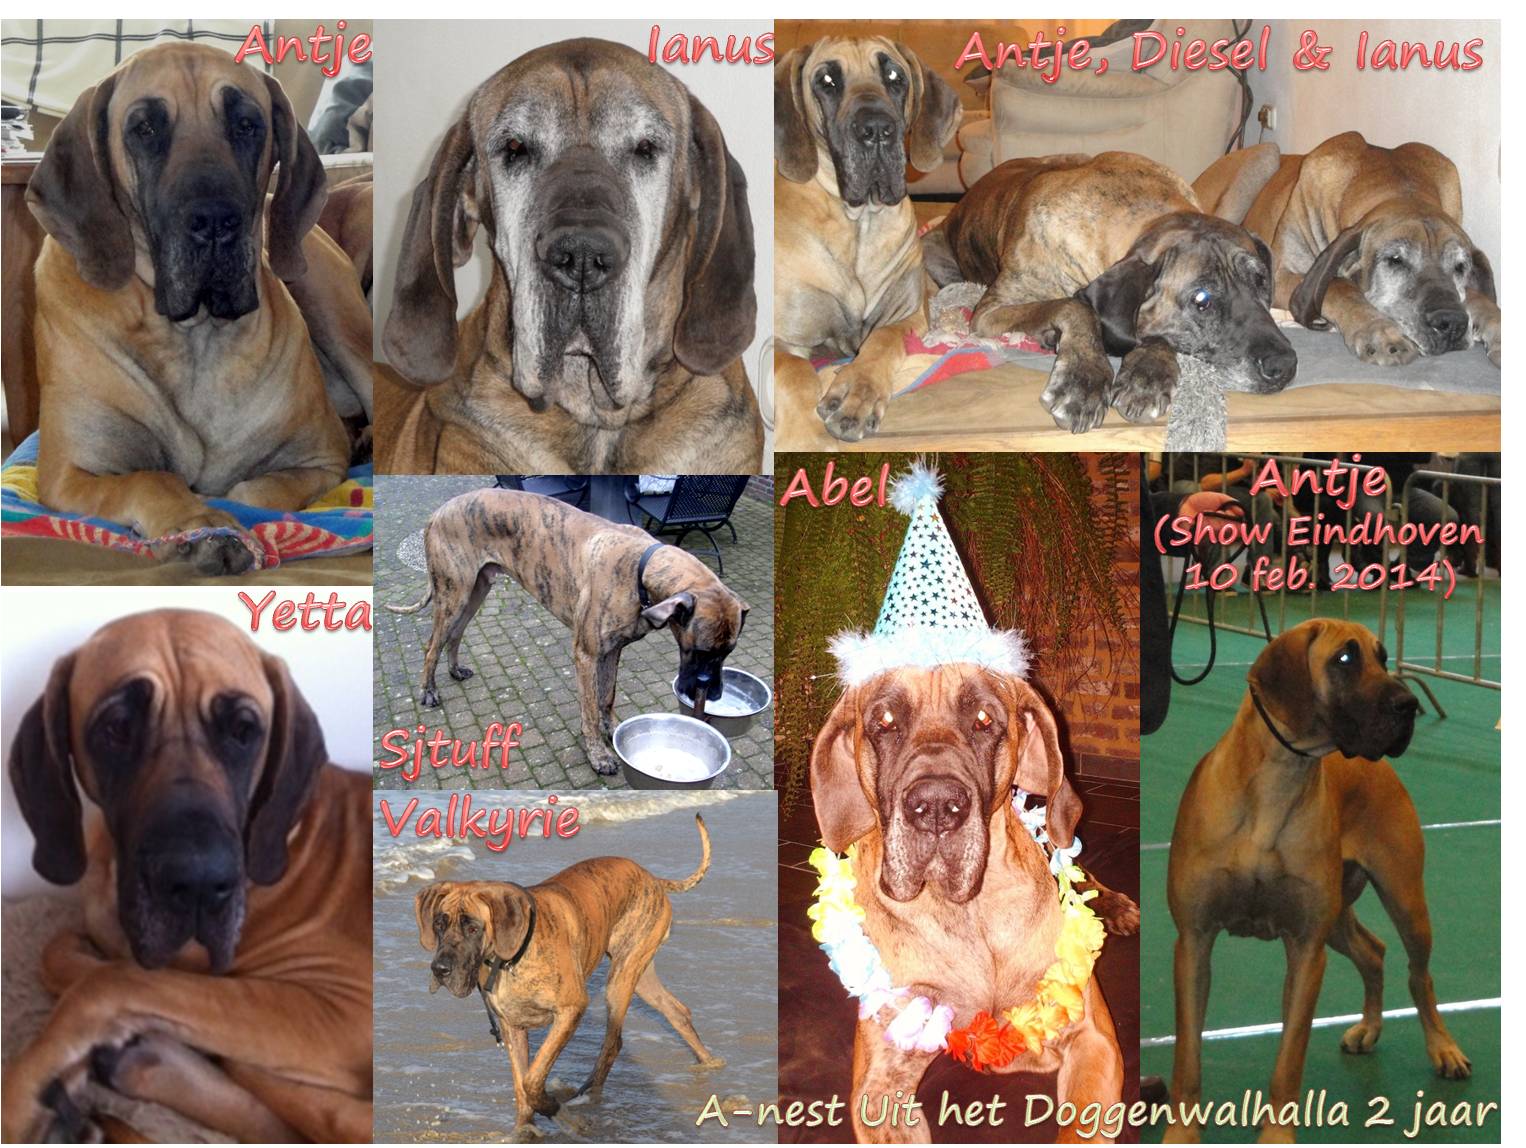 Antje
Ianus
Antje, Diesel & Ianus
Abel
Antje
(Show Eindhoven
10 feb. 2014)
Yetta
Sjtuff
Valkyrie
A-nest Uit het Doggenwalhalla 2 jaar